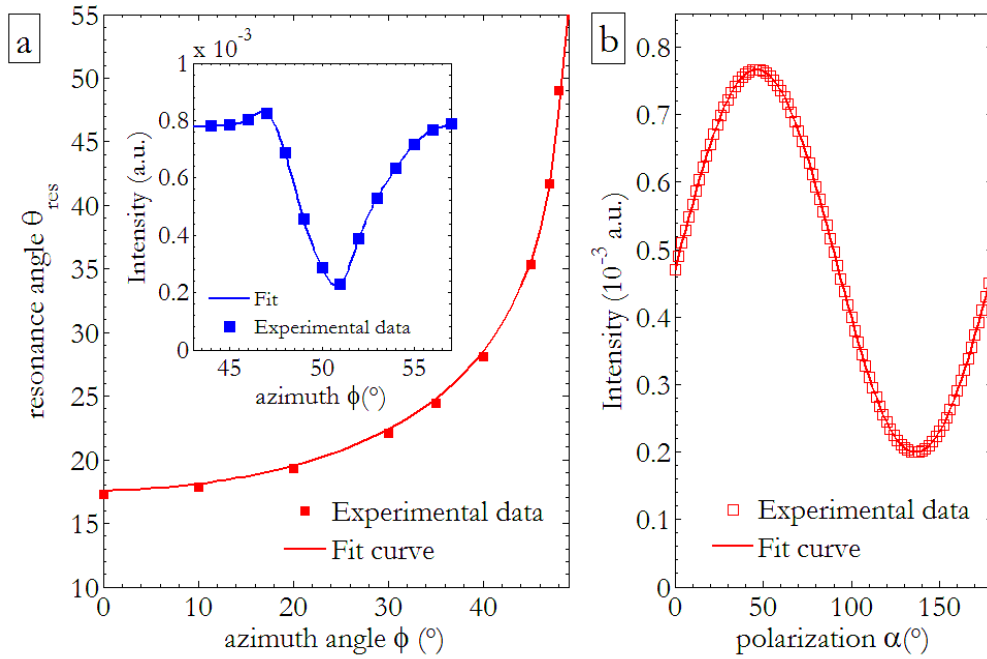 a
55
50
45
40
35
30
25
20
15
10
resonance angle θres
0
10
20
30
40
azimuth angle ϕ (°)
Experimental data
Fit curve
x 10-3
1
0.8
0.6
0.4
0.2
0
Intensity (a.u.)
45
50
55
azimuth ϕ(°)
Fit
Experimental data
b
0.8
0.7
0.6
0.5
0.4
0.3
0.2
0.1
0
Intensity (10-3 a.u.)
0
50
100
150
polarization α(°)
Experimental data
Fit curve